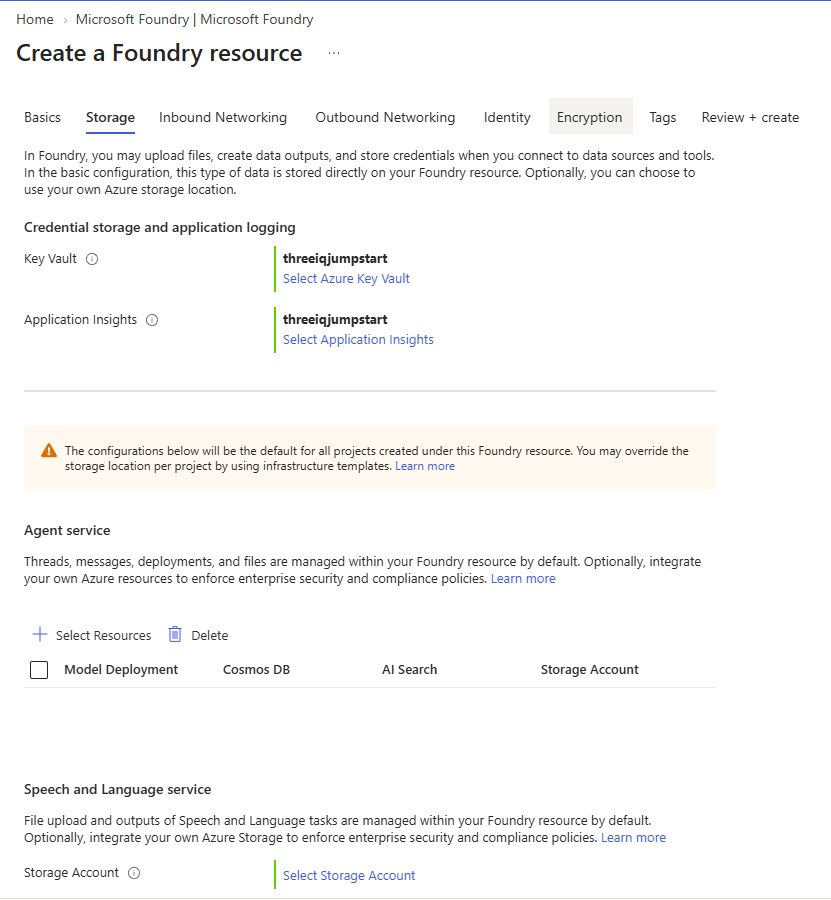 Home › Microsoft Foundry | Microsoft Foundry
Create a Foundry resource ...
Basics Storage Inbound Networking Outbound Networking Identity Encryption Tags Review + create
In Foundry, you may upload files, create data outputs, and store credentials when you connect to data sources and tools.
In the basic configuration, this type of data is stored directly on your Foundry resource. Optionally, you can choose to
use your own Azure storage location.
Credential storage and application logging
Key Vault
threeiqjumpstart
Select Azure Key Vault
Application Insights
threeiqjumpstart
Select Application Insights
The configurations below will be the default for all projects created under this Foundry resource. You may override the
storage location per project by using infrastructure templates. Learn more
Agent service
Threads, messages, deployments, and files are managed within your Foundry resource by default. Optionally, integrate
your own Azure resources to enforce enterprise security and compliance policies. Learn more
Select Resources Delete
Model Deployment Cosmos DB AI Search Storage Account
Speech and Language service
File upload and outputs of Speech and Language tasks are managed within your Foundry resource by default.
Optionally, integrate your own Azure Storage to enforce enterprise security and compliance policies. Learn more
Storage Account
Select Storage Account